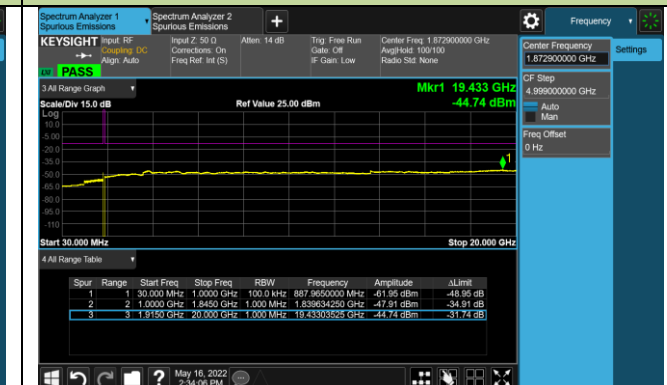 Spectrum Analyzer 1
Spurious Emissions
Spectrum Analyzer 2
Spurious Emissions
+
Frequency
KEYSIGHT
Input: RF
Coupling: DC
Align: Auto
Input Z: 50 Ω
Corrections: On
Freq Ref: Int (S)
Atten: 14 dB
Trig: Free Run
Gate: Off
IF Gain: Low
Center Freq: 1.872900000 GHz
Avg|Hold: 100/100
Radio Std: None
PASS
Center Frequency
1.872900000 GHz
Settings
CF Step
4.999000000 GHz
Auto
Man
Freq Offset
0 Hz
3 All Range Graph
Mkr1 19.433 GHz
Scale/Div 15.0 dB
Ref Value 25.00 dBm
-44.74 dBm
Log
10.0
-5.00
-20.0
-35.0
-50.0
-65.0
-80.0
-95.0
-110
1
Start 30.000 MHz
Stop 20.000 GHz
4 All Range Table
Spur Range Start Freq Stop Freq RBW Frequency Amplitude ΔLimit
1 1 30.000 MHz 1.0000 GHz 100.0 kHz 887.9650000 MHz -61.95 dBm -48.95 dB
2 2 1.0000 GHz 1.8450 GHz 1.000 MHz 1.839634250 GHz -47.91 dBm -34.91 dB
3 3 1.9150 GHz 20.000 GHz 1.000 MHz 19.43303525 GHz -44.74 dBm -31.74 dB
?
May 16, 2022
2:34:06 PM